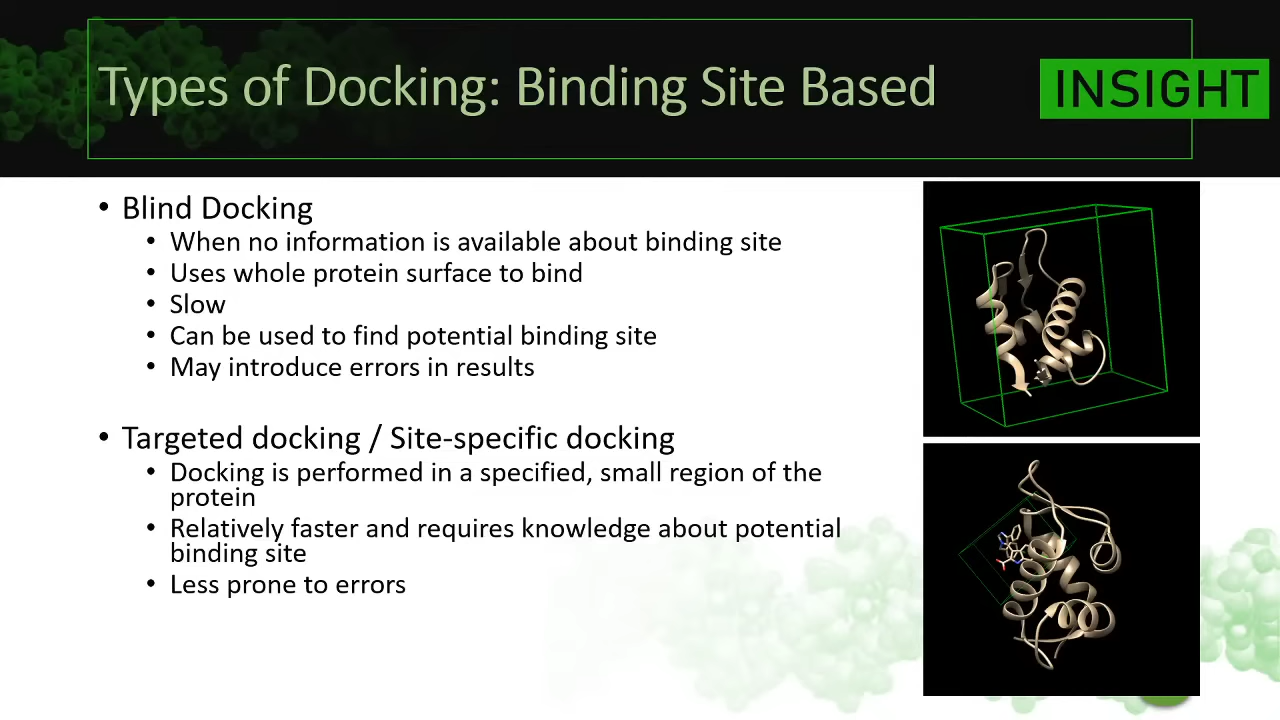 Types of Docking: Binding Site Based
INSIGHT
• Blind Docking
• When no information is available about binding site
• Uses whole protein surface to bind
• Slow
• Can be used to find potential binding site
• May introduce errors in results
• Targeted docking / Site-specific docking
• Docking is performed in a specified, small region of the
protein
• Relatively faster and requires knowledge about potential
binding site
• Less prone to errors